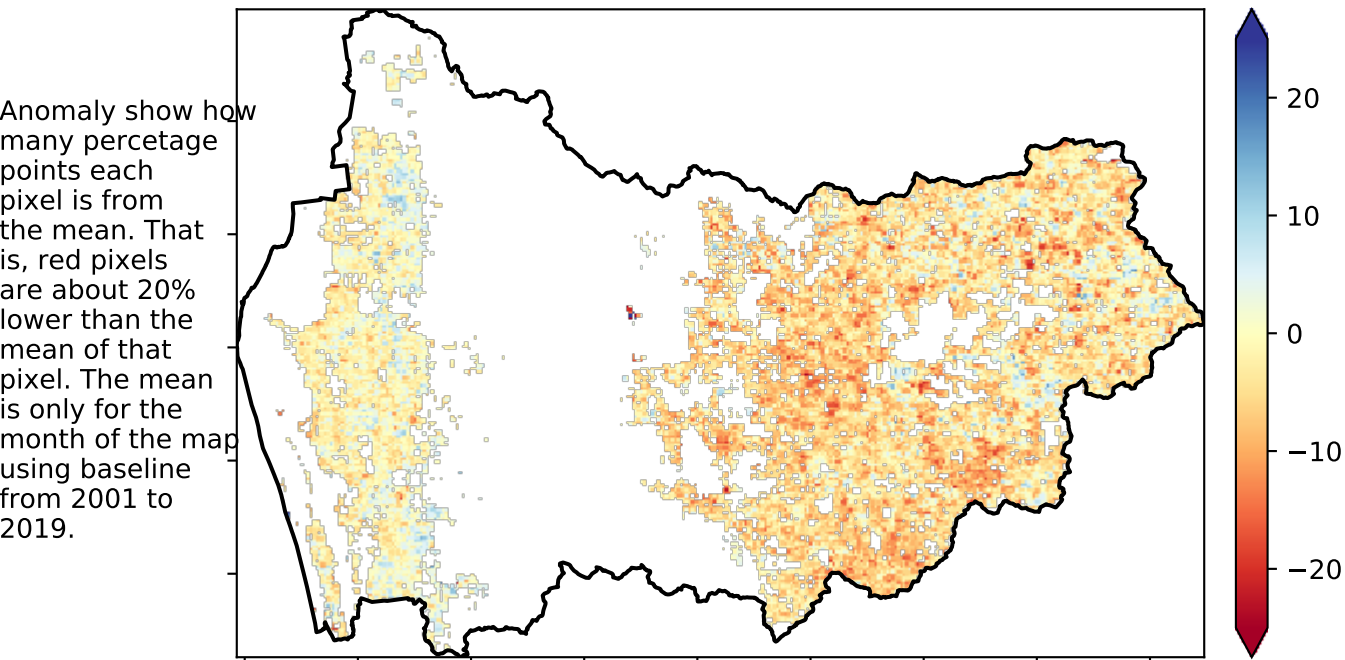 Anomaly show how
many percetage
points each
pixel is from
the mean. That
is, red pixels
are about 20%
lower than the
mean of that
pixel. The mean
is only for the
month of the map
using baseline
from 2001 to
2019.
20
10
0
−10
−20